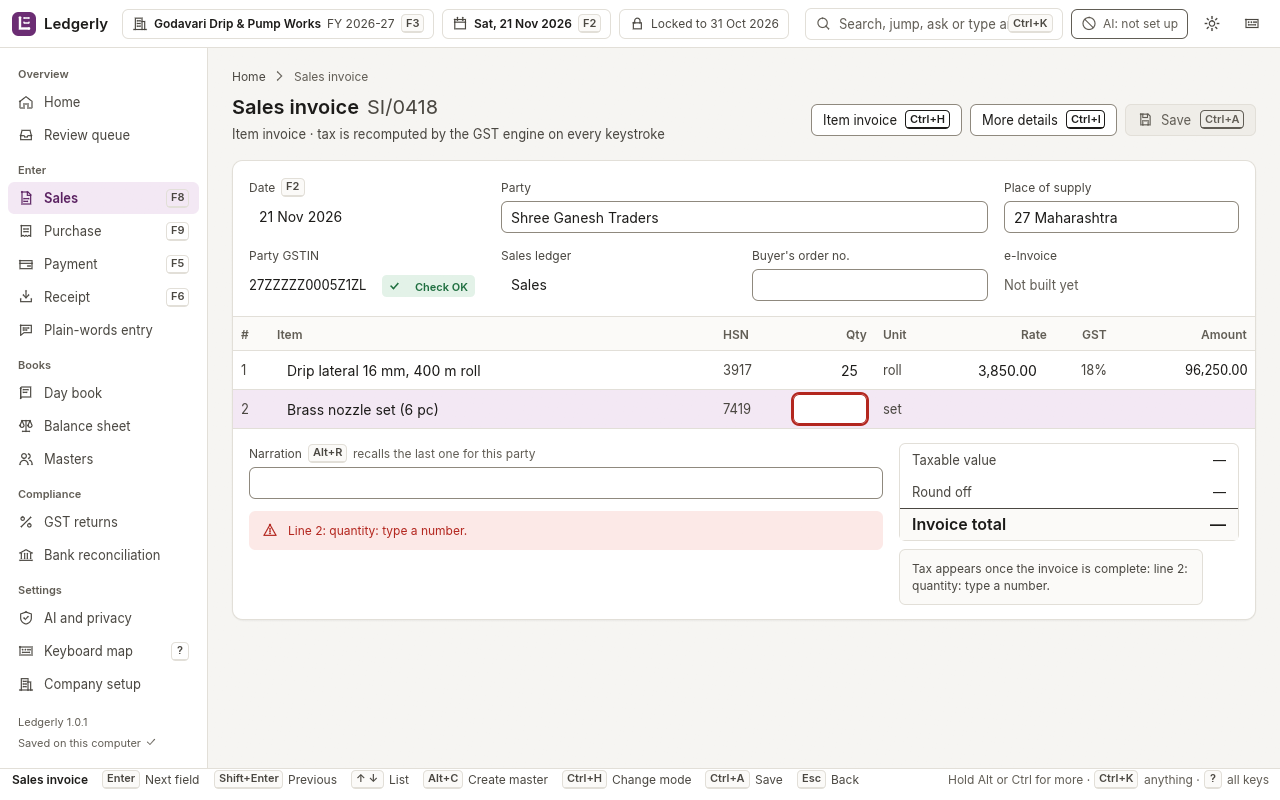 Ledgerly
Godavari Drip & Pump Works FY 2026-27 F3
Sat, 21 Nov 2026 F2
Locked to 31 Oct 2026
Search, jump, ask or type a Ctrl+K
AI: not set up
Overview
Home
Review queue
Enter
Sales F8
Purchase F9
Payment F5
Receipt F6
Plain-words entry
Books
Day book
Balance sheet
Masters
Compliance
GST returns
Bank reconciliation
Settings
AI and privacy
Keyboard map ?
Company setup
Ledgerly 1.0.1
Saved on this computer
Home Sales invoice
Sales invoice SI/0418
Item invoice · tax is recomputed by the GST engine on every keystroke
Item invoice Ctrl+H
More details Ctrl+I
Save Ctrl+A
Date F2 Party Place of supply
21 Nov 2026 Shree Ganesh Traders 27 Maharashtra
Party GSTIN Sales ledger Buyer's order no. e-Invoice
27ZZZZZ0005Z1ZL Check OK Sales Not built yet
# Item HSN Qty Unit Rate GST Amount
1 Drip lateral 16 mm, 400 m roll 3917 25 roll 3,850.00 18% 96,250.00
2 Brass nozzle set (6 pc) 7419 set
Narration Alt+R recalls the last one for this party
Line 2: quantity: type a number.
Taxable value —
Round off —
Invoice total —
Tax appears once the invoice is complete: line 2:
quantity: type a number.
Sales invoice Enter Next field Shift+Enter Previous ↑ ↓ List Alt+C Create master Ctrl+H Change mode Ctrl+A Save Esc Back Hold Alt or Ctrl for more · Ctrl+K anything · ? all keys